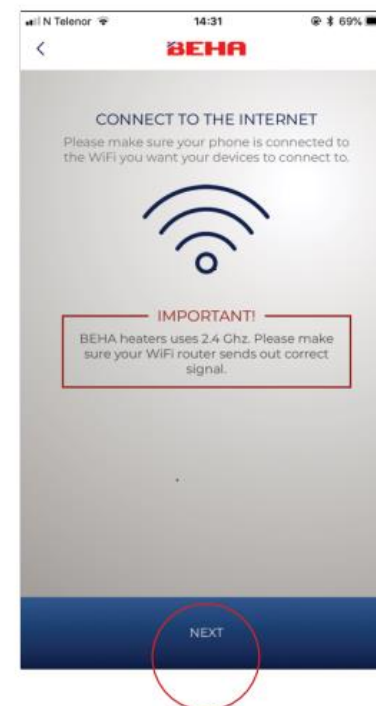 N Telenor 14:31 69%
BEHA
CONNECT TO THE INTERNET
Please make sure your phone is connected to
the WiFi you want your devices to connect to.
IMPORTANT!
BEHA heaters uses 2.4 Ghz. Please make
sure your WiFi router sends out correct
signal.
NEXT